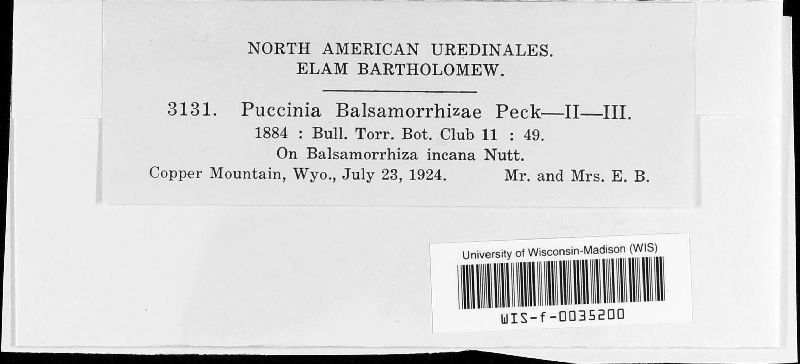 NORTH AMERICAN UREDINALES.
ELAM BARTHOLOMEW.
3131. Puccinia Balsamorrhizae Peck—II—III.
1884 : Bull. Torr. Bot. Club 11 : 49.
On Balsamorrhiza incana Nutt.
Copper Mountain, Wyo., July 23, 1924. Mr. and Mrs. E. B.
University of Wisconsin-Madison (WIS)
WIS-f-0035200